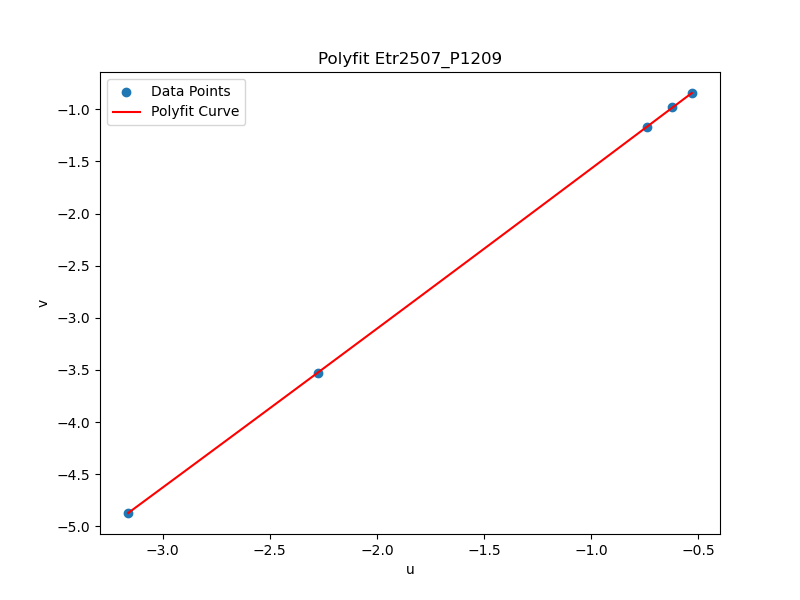 Polyfit Etr2507_P1209
Data Points
Polyfit Curve
−1.0
−1.5
−2.0
−2.5
−3.0
−3.5
−4.0
−4.5
−5.0
v
−3.0 −2.5 −2.0 −1.5 −1.0 −0.5
u